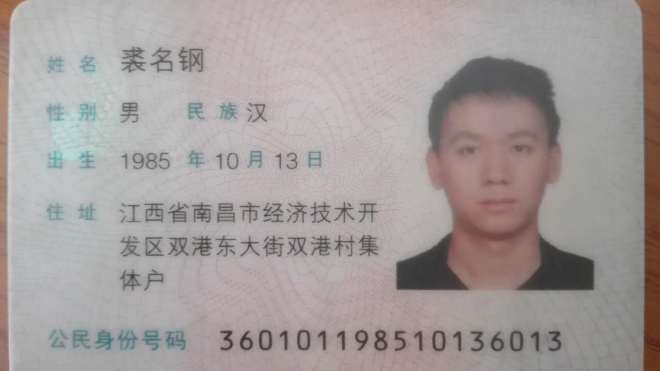 姓名 裘名钢
性别 男 民族 汉
出生 1985 年 10 月 13 日
住址 江西省南昌市经济技术开
发区双港东大街双港村集
体户
公民身份号码 360101198510136013